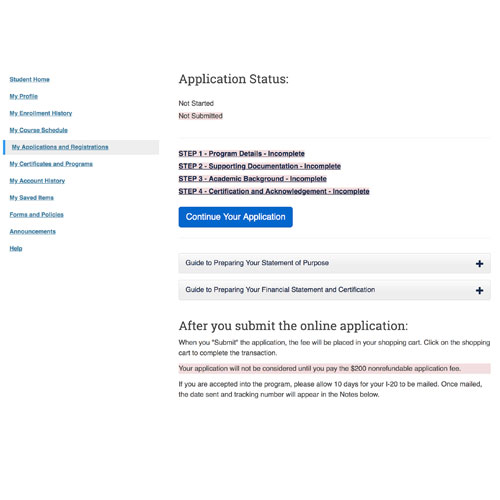 Student Home
My Profile
My Enrollment History
My Course Schedule
My Applications and Registrations
My Certificates and Programs
My Account History
My Saved Items
Forms and Policies
Announcements
Help
Application Status:
Not Started
Not Submitted
STEP 1 - Program Details - Incomplete
STEP 2 - Supporting Documentation - Incomplete
STEP 3 - Academic Background - Incomplete
STEP 4 - Certification and Acknowledgement - Incomplete
Continue Your Application
Guide to Preparing Your Statement of Purpose
Guide to Preparing Your Financial Statement and Certification
After you submit the online application:
When you "Submit" the application, the fee will be placed in your shopping cart. Click on the shopping
cart to complete the transaction.
Your application will not be considered until you pay the $200 nonrefundable application fee.
If you are accepted into the program, please allow 10 days for your I-20 to be mailed. Once mailed,
the date sent and tracking number will appear in the Notes below.